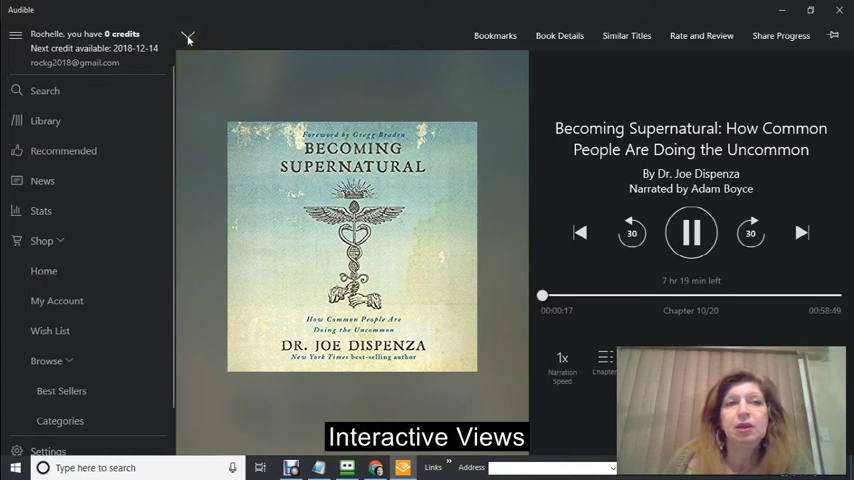 Audible
Rochelle, you have 0 credits
Next credit available: 2018-12-14
rockg2018@gmail.com
Bookmarks
Book Details
Similar Titles
Rate and Review
Share Progress
Search
Library
Recommended
News
Stats
Shop
Home
My Account
Wish List
Browse
Best Sellers
Categories
Settings
Foreword by Gregg Braden
BECOMING
SUPERNATURAL
How Common People Are
Doing the Uncommon
DR. JOE DISPENZA
New York Times best-selling author
Becoming Supernatural: How Common
People Are Doing the Uncommon
By Dr. Joe Dispenza
Narrated by Adam Boyce
30
30
7 hr 19 min left
00:00:17
Chapter 10/20
00:58:49
1x
Narration
Speed
Chapter
Interactive Views
Type here to search
Links
Address